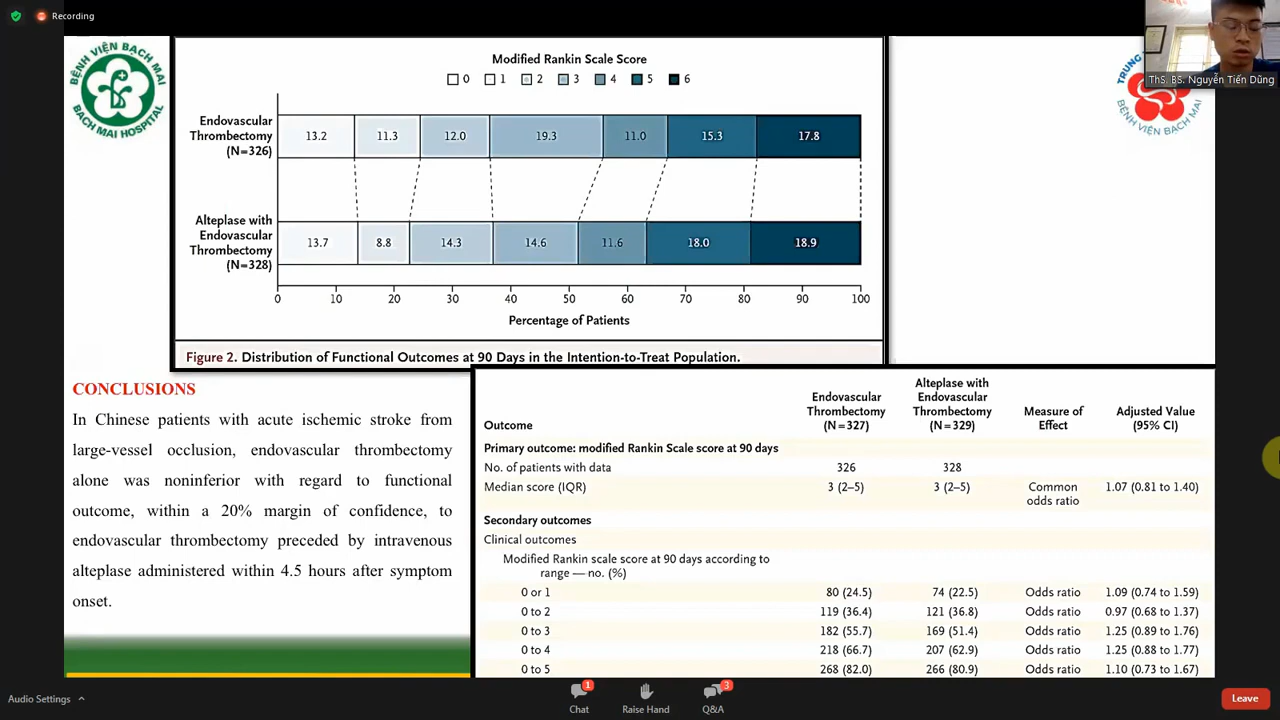 Recording
BỆNH VIỆN BẠCH MAI
BACH MAI HOSPITAL
ThS. BS. Nguyễn Tiến Dũng
TRUNG
BỆNH VIỆN BẠCH MAI
Modified Rankin Scale Score
0 1 2 3 4 5 6
Endovascular
Thrombectomy
(N=326)
13.2 11.3 12.0 19.3 11.0 15.3 17.8
Alteplase with
Endovascular
Thrombectomy
(N=328)
13.7 8.8 14.3 14.6 11.6 18.0 18.9
0 10 20 30 40 50 60 70 80 90 100
Percentage of Patients
Figure 2. Distribution of Functional Outcomes at 90 Days in the Intention-to-Treat Population.
CONCLUSIONS
In Chinese patients with acute ischemic stroke from
large-vessel occlusion, endovascular thrombectomy
alone was noninferior with regard to functional
outcome, within a 20% margin of confidence, to
endovascular thrombectomy preceded by intravenous
alteplase administered within 4.5 hours after symptom
onset.
Outcome
Endovascular
Thrombectomy
(N=327)
Alteplase with
Endovascular
Thrombectomy
(N=329)
Measure of
Effect
Adjusted Value
(95% CI)
Primary outcome: modified Rankin Scale score at 90 days
No. of patients with data 326 328
Median score (IQR) 3 (2–5) 3 (2–5) Common odds ratio 1.07 (0.81 to 1.40)
Secondary outcomes
Clinical outcomes
Modified Rankin scale score at 90 days according to
range — no. (%)
0 or 1 80 (24.5) 74 (22.5) Odds ratio 1.09 (0.74 to 1.59)
0 to 2 119 (36.4) 121 (36.8) Odds ratio 0.97 (0.68 to 1.37)
0 to 3 182 (55.7) 169 (51.4) Odds ratio 1.25 (0.89 to 1.76)
0 to 4 218 (66.7) 207 (62.9) Odds ratio 1.25 (0.88 to 1.77)
0 to 5 268 (82.0) 266 (80.9) Odds ratio 1.10 (0.73 to 1.67)
Audio Settings
1
Chat
Raise Hand
3
Q&A
Leave